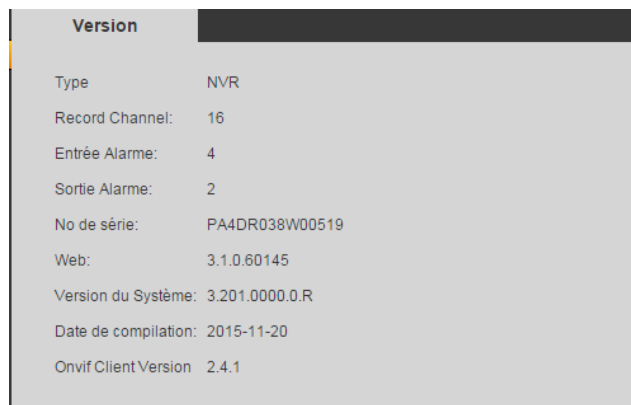 Version
Type NVR
Record Channel: 16
Entrée Alarme: 4
Sortie Alarme: 2
No de série: PA4DR038W00519
Web: 3.1.0.60145
Version du Système: 3.201.0000.0.R
Date de compilation: 2015-11-20
Onvif Client Version 2.4.1